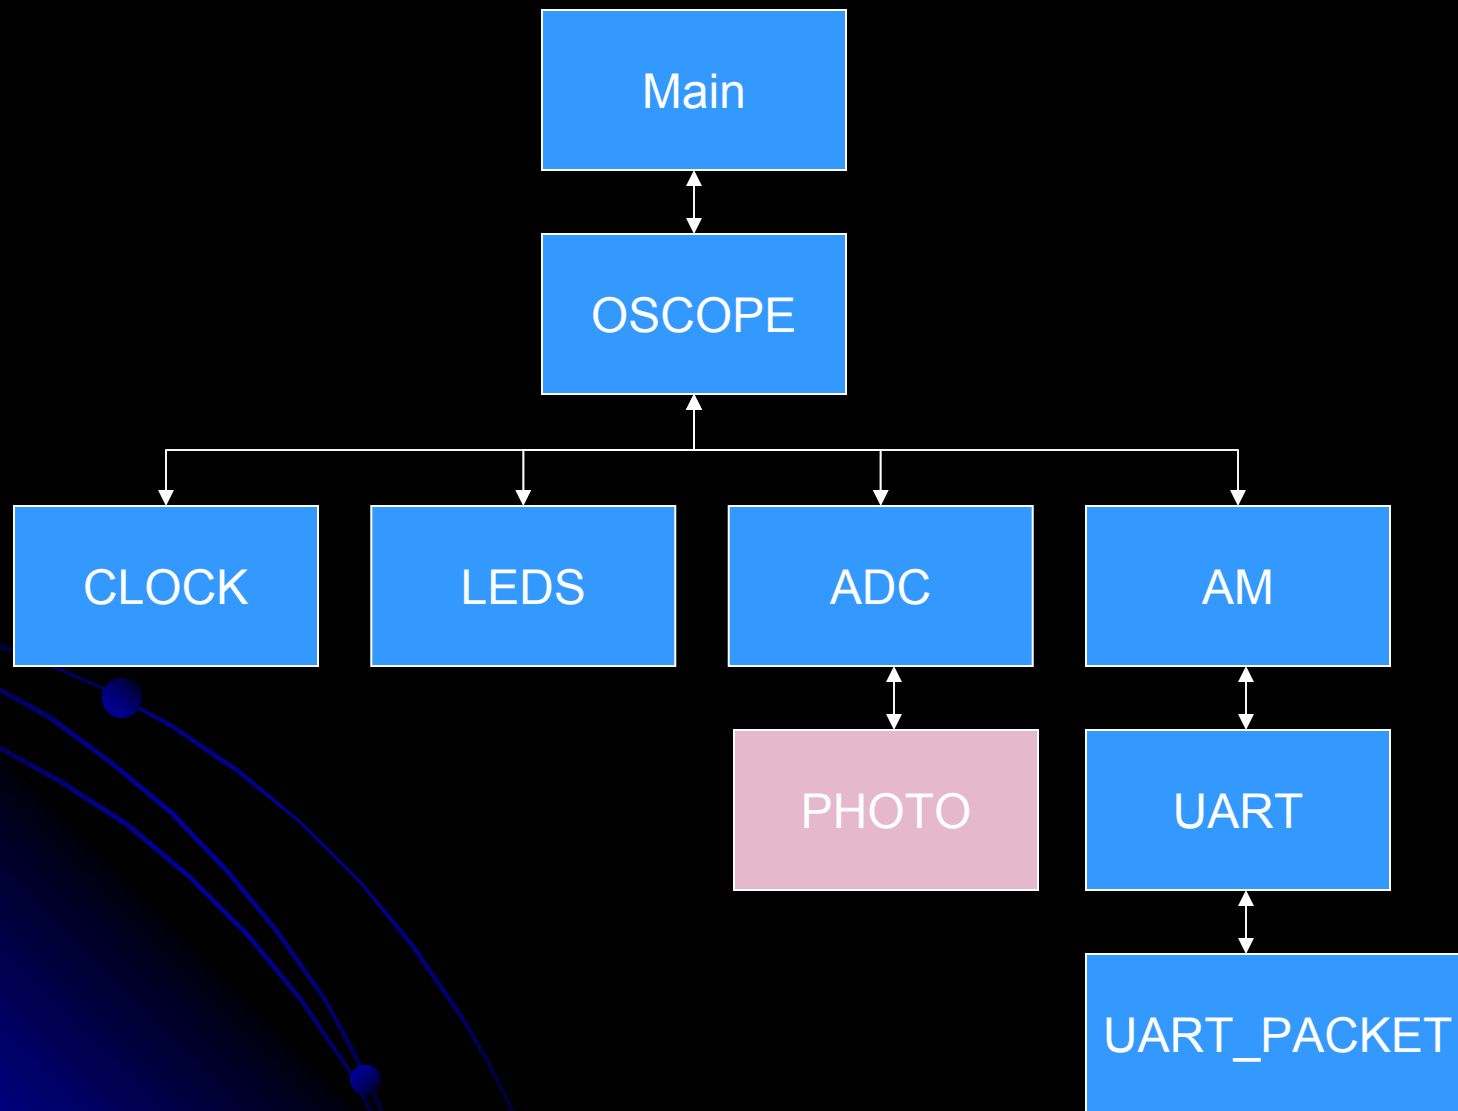 Main
OSCOPE
CLOCK
LEDS
ADC
AM
PHOTO
UART
UART_PACKET